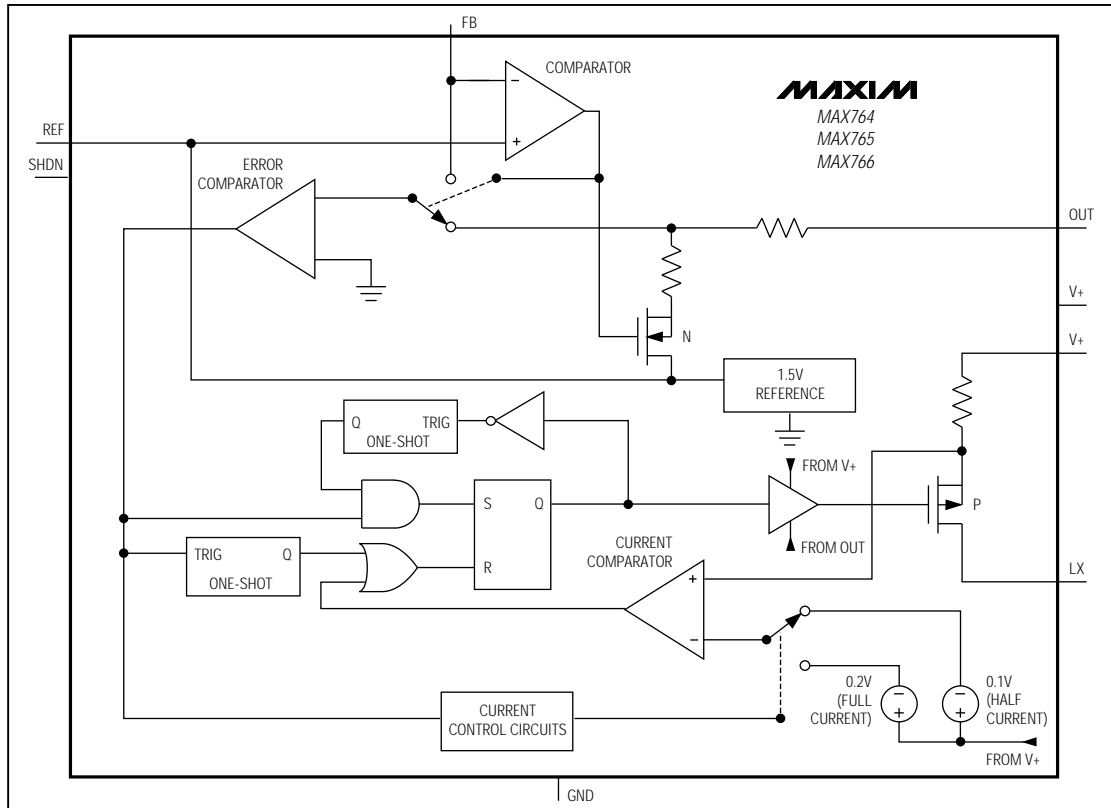 FB
COMPARATOR
MAXIM
MAX764
MAX765
MAX766
REF
SHDN
ERROR
COMPARATOR
−
+
OUT
V+
V+
N
1.5V
REFERENCE
Q TRIG
ONE-SHOT
FROM V+
S Q
R
P
FROM OUT
TRIG Q
ONE-SHOT
CURRENT
COMPARATOR
+
−
LX
0.2V
(FULL
CURRENT)
−
+
−
+
0.1V
(HALF
CURRENT)
CURRENT
CONTROL CIRCUITS
FROM V+
GND